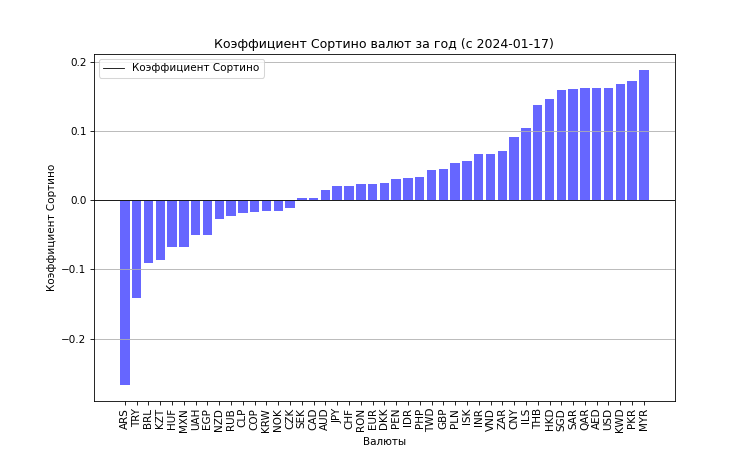 Коэффициент Сортино валют за год (с 2024-01-17)
Коэффициент Сортино
Коэффициент Сортино
0.2
0.1
0.0
−0.1
−0.2
ARS
TRY
BRL
KZT
HUF
MXN
UAH
EGP
NZD
RUB
CLP
COP
KRW
NOK
CZK
SEK
CAD
AUD
JPY
CHF
RON
EUR
DKK
PEN
IDR
PHP
TWD
GBP
PLN
ISK
INR
VND
ZAR
CNY
ILS
THB
HKD
SGD
SAR
QAR
AED
USD
KWD
PKR
MYR
Валюты